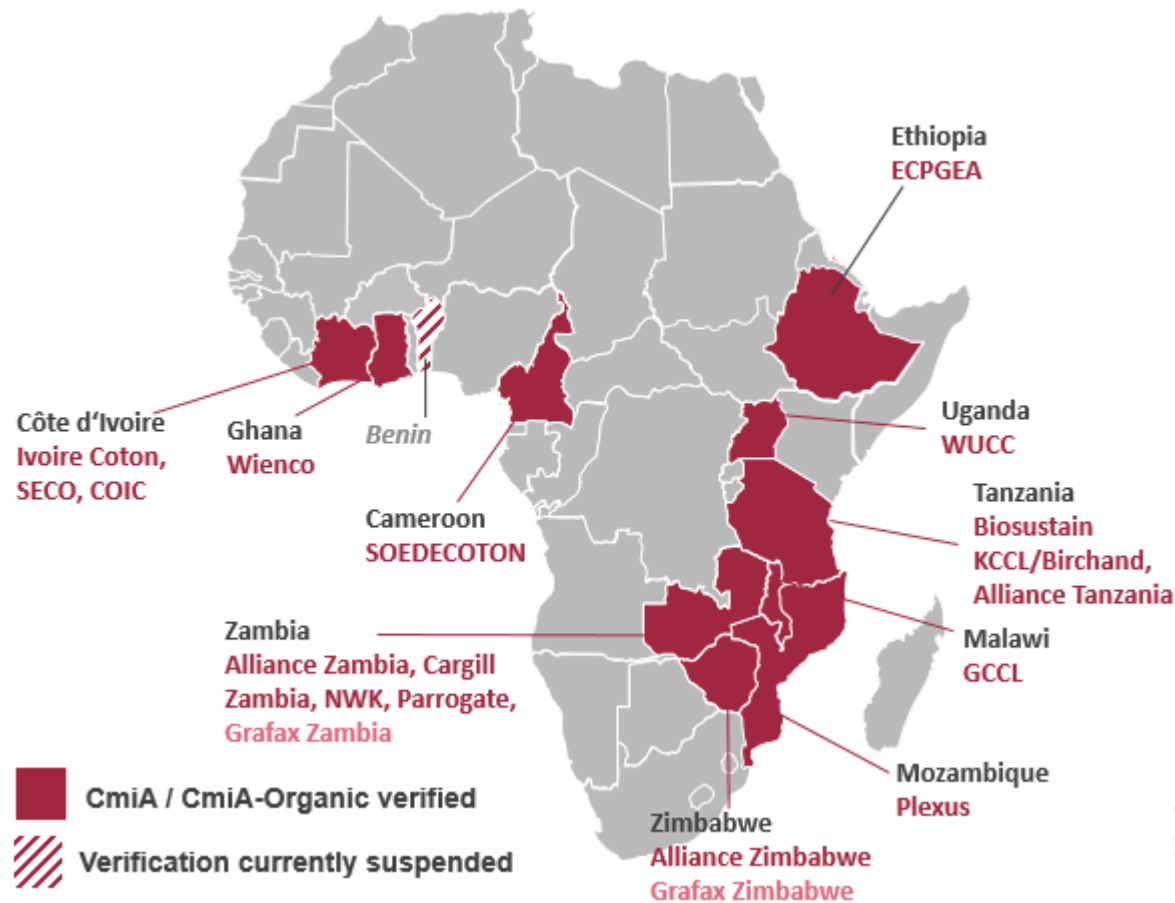 Ethiopia
ECPGEA
Côte d‘Ivoire
Ivoire Coton,
SECO, COIC
Ghana
Wienco
Benin
Cameroon
SOEDECOTON
Uganda
WUCC
Tanzania
Biosustain
KCCL/Birchand,
Alliance Tanzania
Malawi
GCCL
Zambia
Alliance Zambia, Cargill
Zambia, NWK, Parrogate,
Grafax Zambia
Mozambique
Plexus
Zimbabwe
Alliance Zimbabwe
Grafax Zimbabwe
CmiA / CmiA-Organic verified
Verification currently suspended